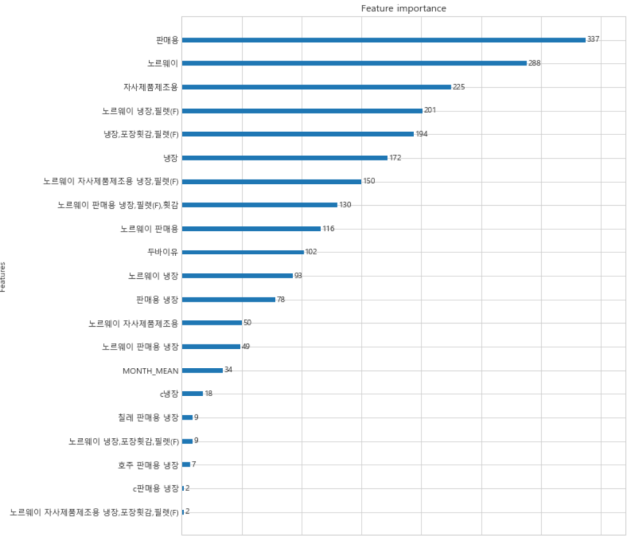 Feature importance
Features
판매용 337
노르웨이 288
자사제품제조용 225
노르웨이 냉장,필렛(F) 201
냉장,포장횟감,필렛(F) 194
냉장 172
노르웨이 자사제품제조용 냉장,필렛(F) 150
노르웨이 판매용 냉장,필렛(F),횟감 130
노르웨이 판매용 116
두바이유 102
노르웨이 냉장 93
판매용 냉장 78
노르웨이 자사제품제조용 50
노르웨이 판매용 냉장 49
MONTH_MEAN 34
c냉장 18
칠레 판매용 냉장 9
노르웨이 냉장,포장횟감,필렛(F) 9
호주 판매용 냉장 7
c판매용 냉장 2
노르웨이 자사제품제조용 냉장,포장횟감,필렛(F) 2